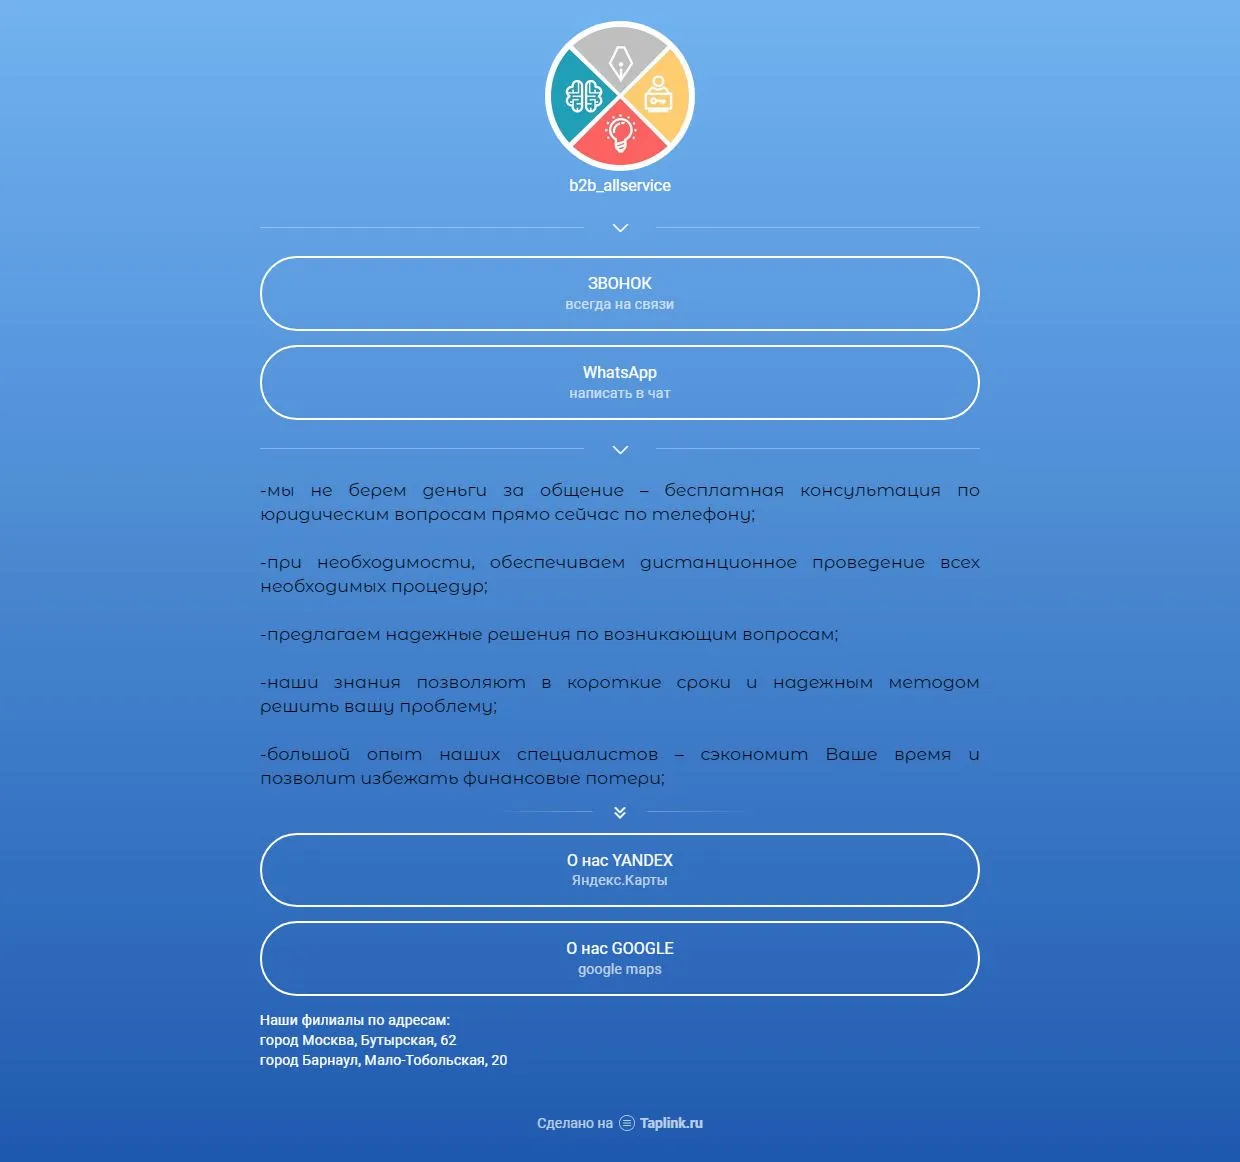 b2b_allservice
ЗВОНОК
всегда на связи
WhatsApp
написать в чат
-мы не берем деньги за общение – бесплатная консультация по
юридическим вопросам прямо сейчас по телефону;
-при необходимости, обеспечиваем дистанционное проведение всех
необходимых процедур;
-предлагаем надежные решения по возникающим вопросам;
-наши знания позволяют в короткие сроки и надежным методом
решить вашу проблему;
-большой опыт наших специалистов – сэкономит Ваше время и
позволит избежать финансовые потери;
О нас YANDEX
Яндекс.Карты
О нас GOOGLE
google maps
Наши филиалы по адресам:
город Москва, Бутырская, 62
город Барнаул, Мало-Тобольская, 20
Сделано на Taplink.ru